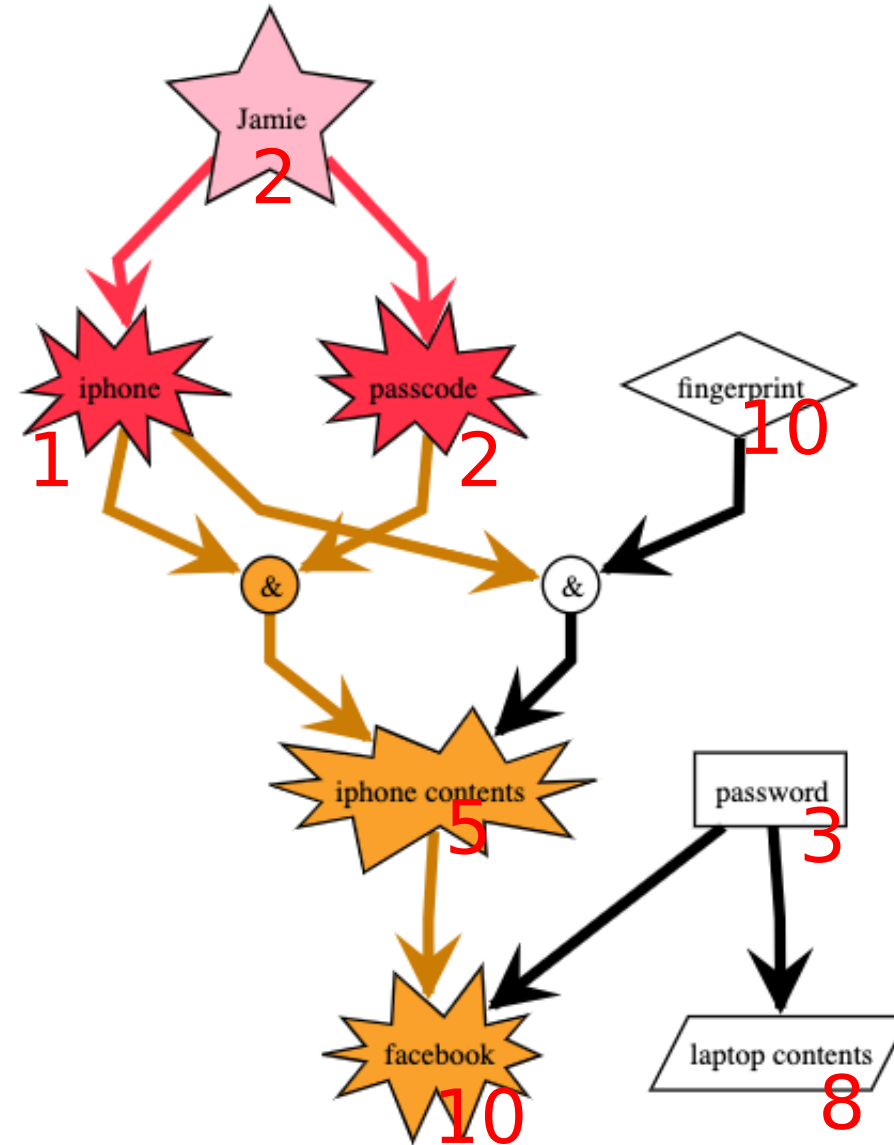 Jamie
2
iphone
passcode
fingerprint
1
2
10
&
&
iphone contents
5
password
3
facebook
10
laptop contents
8